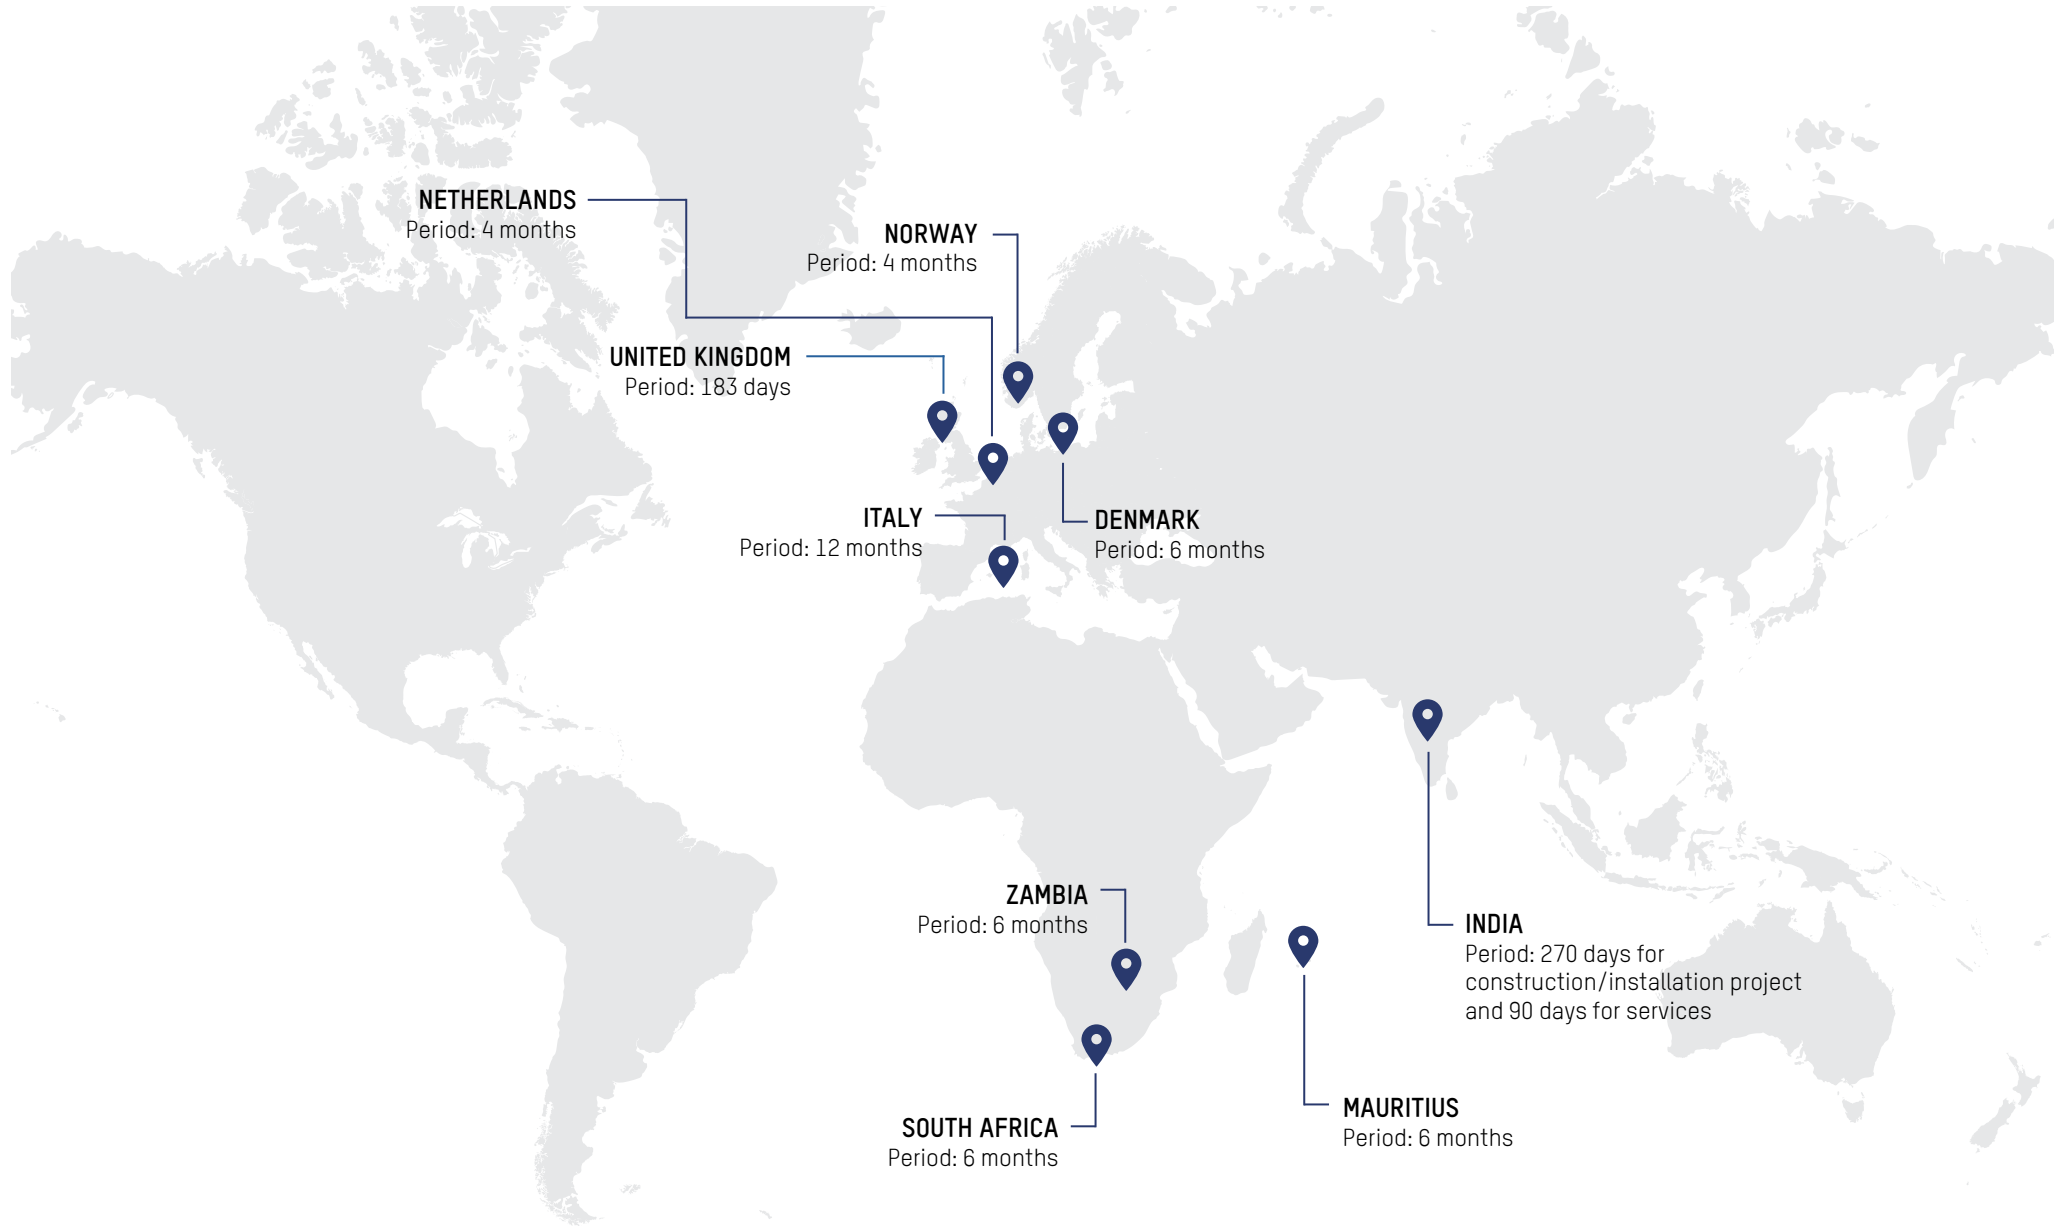 NETHERLANDS
Period: 4 months
NORWAY
Period: 4 months
UNITED KINGDOM
Period: 183 days
ITALY
Period: 12 months
DENMARK
Period: 6 months
ZAMBIA
Period: 6 months
INDIA
Period: 270 days for
construction/installation project
and 90 days for services
MAURITIUS
Period: 6 months
SOUTH AFRICA
Period: 6 months